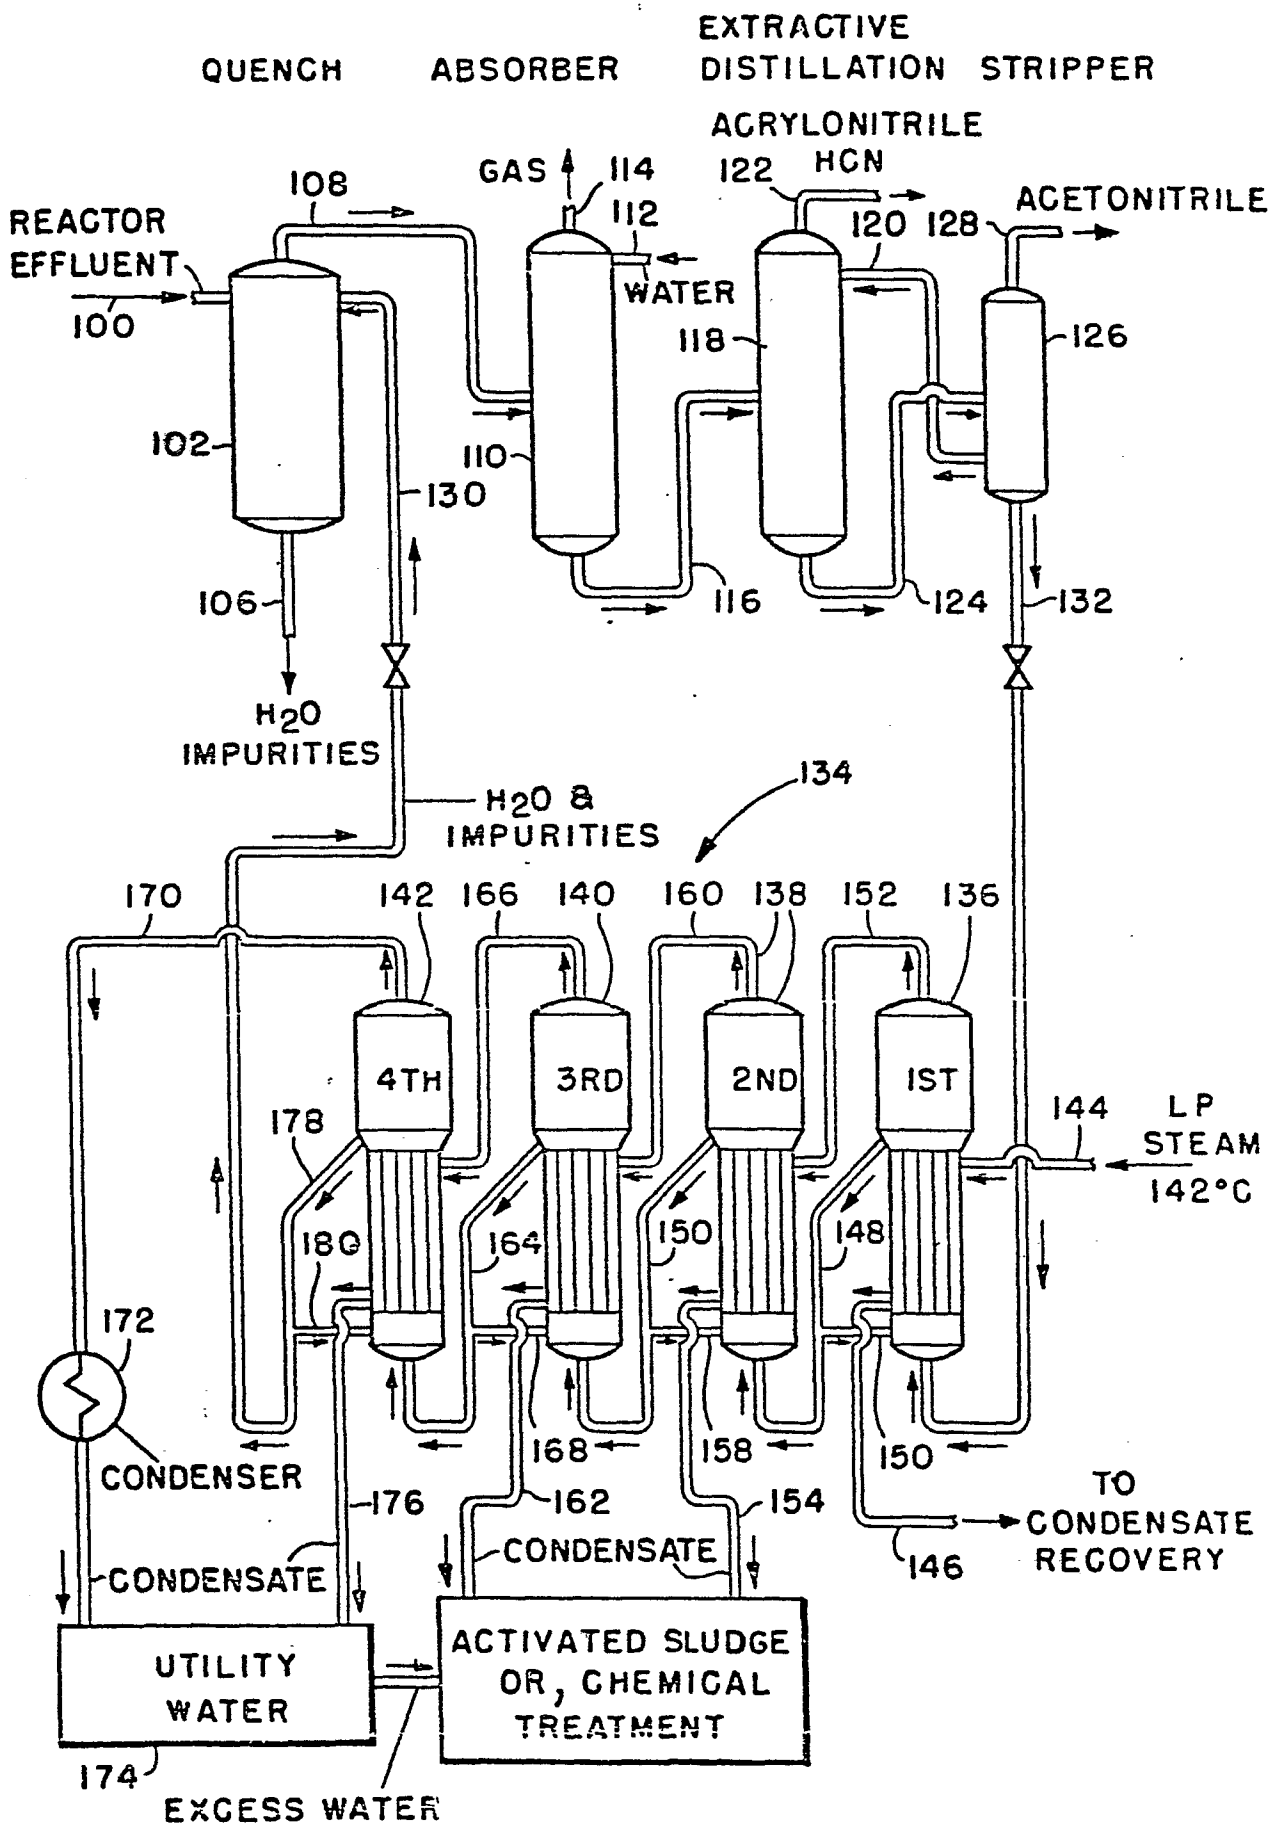 EXTRACTIVE
QUENCH ABSORBER DISTILLATION STRIPPER
ACRYLONITRILE
HCN
GAS 114 122
108 112 120 128 ACETONITRILE
REACTOR
EFFLUENT
WATER
100
118 126
102 110
130
106 116 124 132
H2O
IMPURITIES
134
H2O &
IMPURITIES
170 142 166 140 160 138 152 136
4TH 3RD 2ND 1ST
178 144 LP
STEAM
142°C
180 164 150 148
172
CONDENSER
168 158 150
176 162 154
TO
CONDENSATE
RECOVERY
146
CONDENSATE CONDENSATE
UTILITY
WATER
ACTIVATED SLUDGE
OR, CHEMICAL
TREATMENT
174
EXCESS WATER